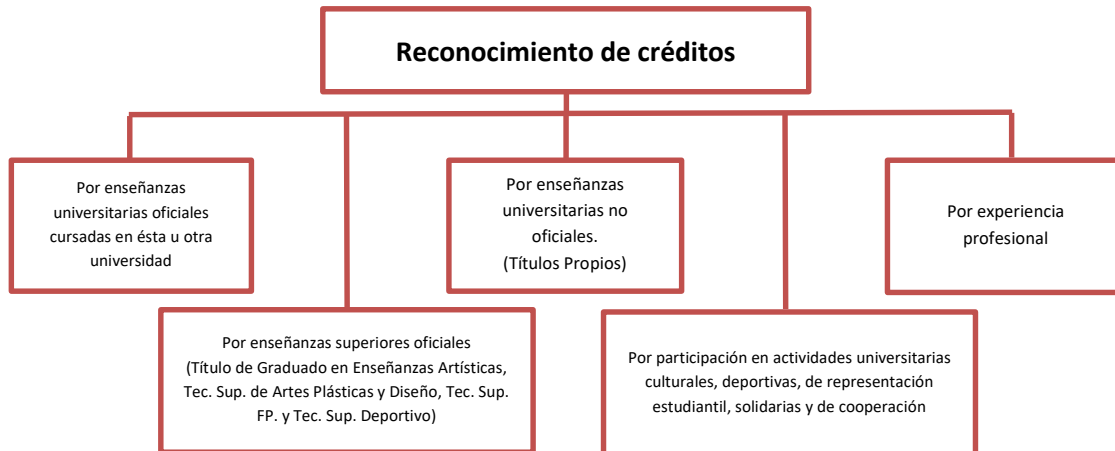 Reconocimiento de créditos
Por enseñanzas
universitarias oficiales
cursadas en ésta u otra
universidad
Por enseñanzas
universitarias no
oficiales.
(Títulos Propios)
Por experiencia
profesional
Por enseñanzas superiores oficiales
(Título de Graduado en Enseñanzas Artísticas,
Tec. Sup. de Artes Plásticas y Diseño, Tec. Sup.
FP. y Tec. Sup. Deportivo)
Por participación en actividades universitarias
culturales, deportivas, de representación
estudiantil, solidarias y de cooperación